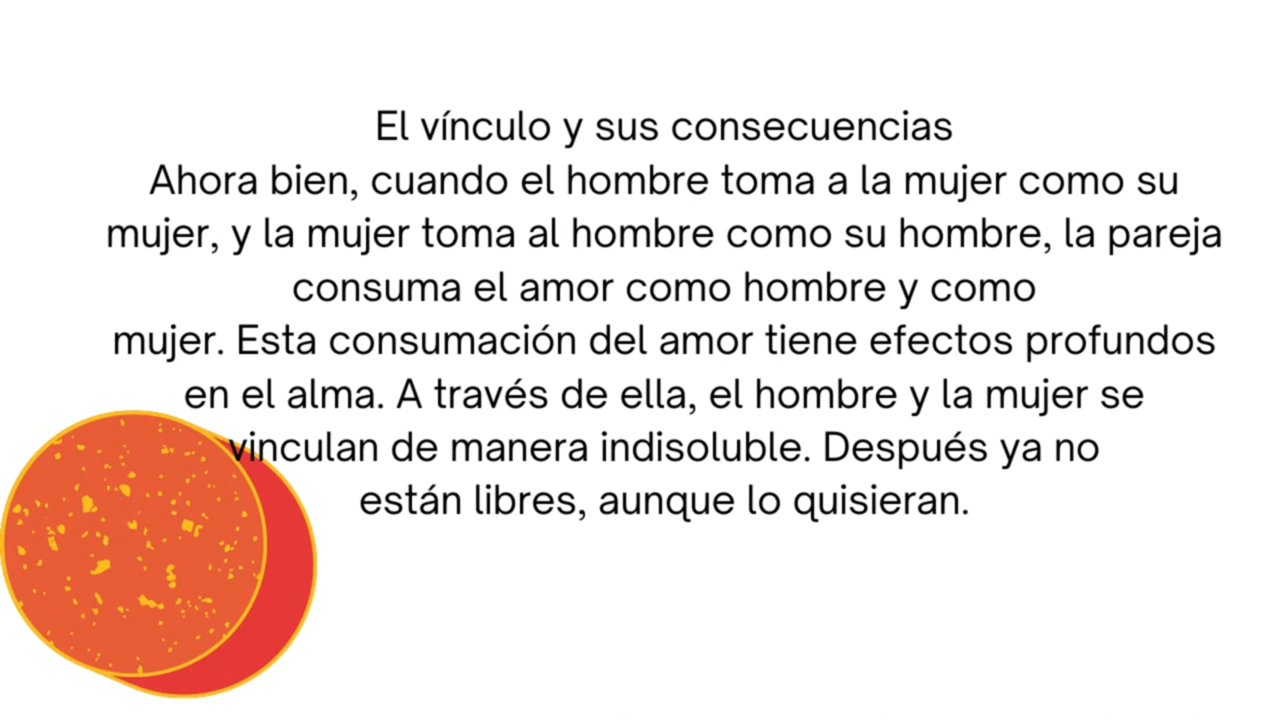 El vínculo y sus consecuencias
Ahora bien, cuando el hombre toma a la mujer como su
mujer, y la mujer toma al hombre como su hombre, la pareja
consuma el amor como hombre y como
mujer. Esta consumación del amor tiene efectos profundos
en el alma. A través de ella, el hombre y la mujer se
vinculan de manera indisoluble. Después ya no
están libres, aunque lo quisieran.